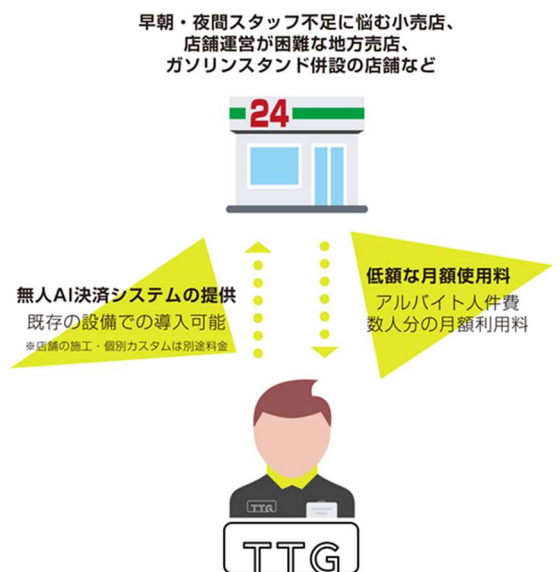 早朝・夜間スタッフ不足に悩む小売店、
店舗運営が困難な地方売店、
ガソリンスタンド併設の店舗など
24
無人AI決済システムの提供
既存の設備での導入可能
※店舗の施工・個別カスタムは別途料金
低額な月額使用料
アルバイト人件費
数人分の月額利用料
TTG
TTG